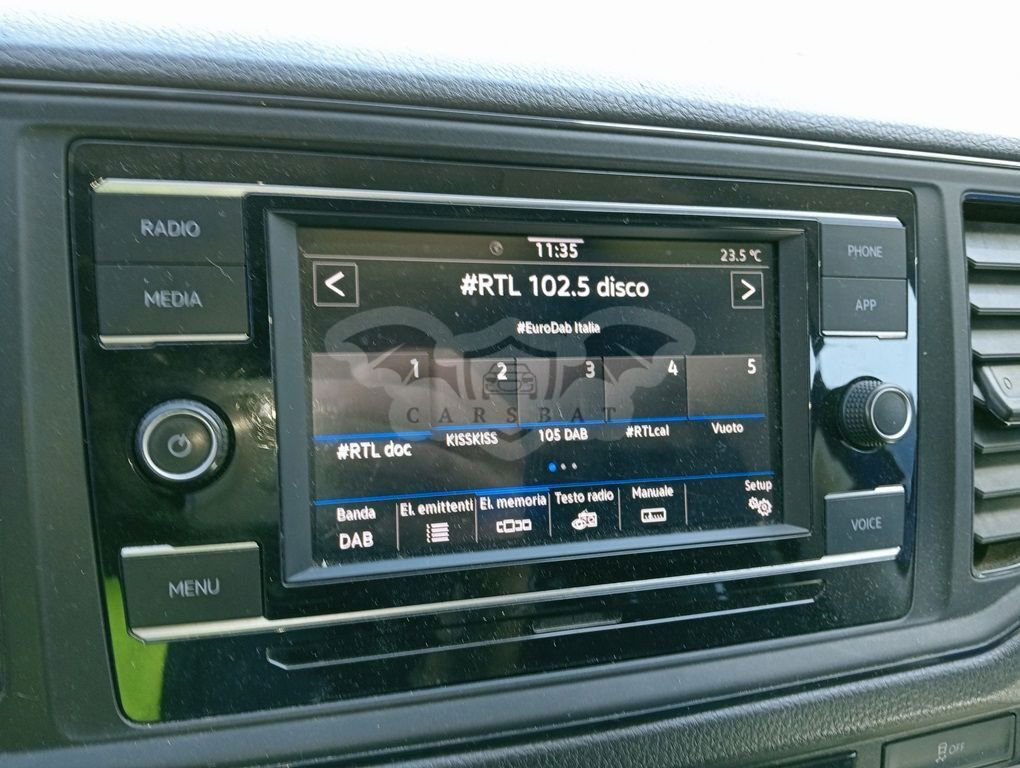 RADIO
MEDIA
MENU
11:35
23.5 °C
<
#RTL 102.5 disco
>
#EuroDab Italia
1 2 3 4 5
CARSBAT
#RTL doc KISSKISS 105 DAB #RTLcal Vuoto
Banda El. emittenti El. memoria Testo radio Manuale Setup
DAB
PHONE
APP
VOICE
OFF